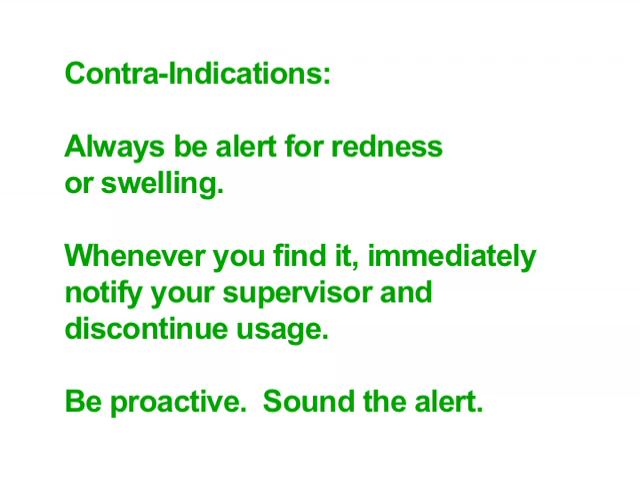 Contra-Indications:
Always be alert for redness
or swelling.
Whenever you find it, immediately
notify your supervisor and
discontinue usage.
Be proactive.  Sound the alert.